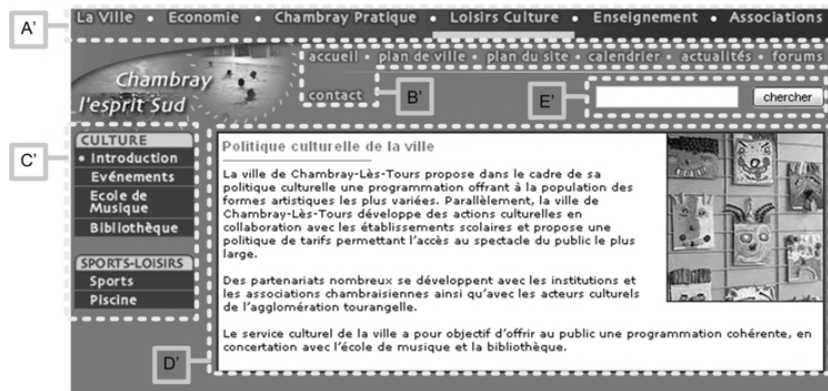 A'
La Ville • Economie • Chambray Pratique • Loisirs Culture • Enseignement • Associations
accueil • plan de ville • plan du site • calendrier • actualités • forums
contact
B'
E'
chercher
Chambray
l'esprit Sud
C'
CULTURE
• Introduction
Evénements
Ecole de
Musique
Bibliothèque
SPORTS-LOISIRS
Sports
Piscine
Politique culturelle de la ville
La ville de Chambray-Lès-Tours propose dans le cadre de sa
politique culturelle une programmation offrant à la population des
formes artistiques les plus variées. Parallèlement, la ville de
Chambray-Lès-Tours développe des actions culturelles en
collaboration avec les établissements scolaires et propose une
politique de tarifs permettant l'accès au spectacle du public le plus
large.
Des partenariats nombreux se développent avec les institutions et
les associations chambraisiennes ainsi qu'avec les acteurs culturels
de l'agglomération tourangelle.
Le service culturel de la ville a pour objectif d'offrir au public une programmation cohérente, en
concertation avec l'école de musique et la bibliothèque.
D'